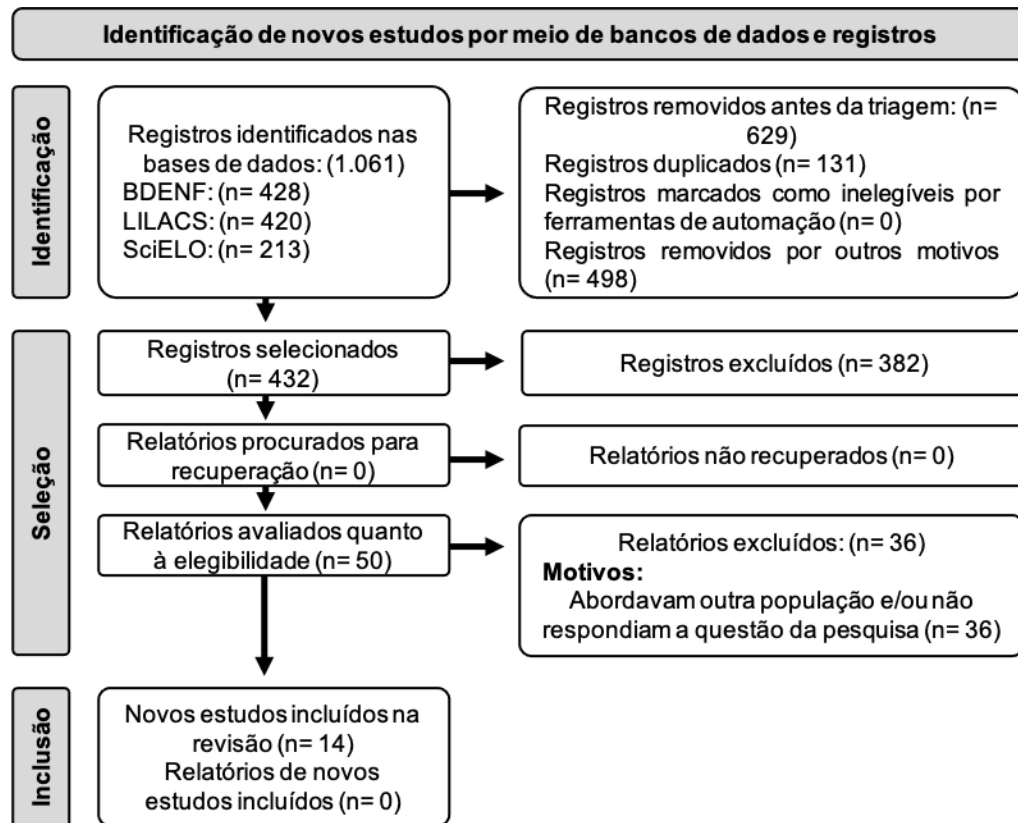 Identificação de novos estudos por meio de bancos de dados e registros
Identificação
Registros identificados nas
bases de dados: (1.061)
BDENF: (n= 428)
LILACS: (n= 420)
SciELO: (n= 213)
Registros removidos antes da triagem: (n=
629)
Registros duplicados (n= 131)
Registros marcados como inelegíveis por
ferramentas de automação (n= 0)
Registros removidos por outros motivos
(n= 498)
Seleção
Registros selecionados
(n= 432)
Registros excluídos (n= 382)
Relatórios procurados para
recuperação (n= 0)
Relatórios não recuperados (n= 0)
Relatórios avaliados quanto
à elegibilidade (n= 50)
Relatórios excluídos: (n= 36)
Motivos:
Abordavam outra população e/ou não
respondiam a questão da pesquisa (n= 36)
Inclusão
Novos estudos incluídos na
revisão (n= 14)
Relatórios de novos
estudos incluídos (n= 0)